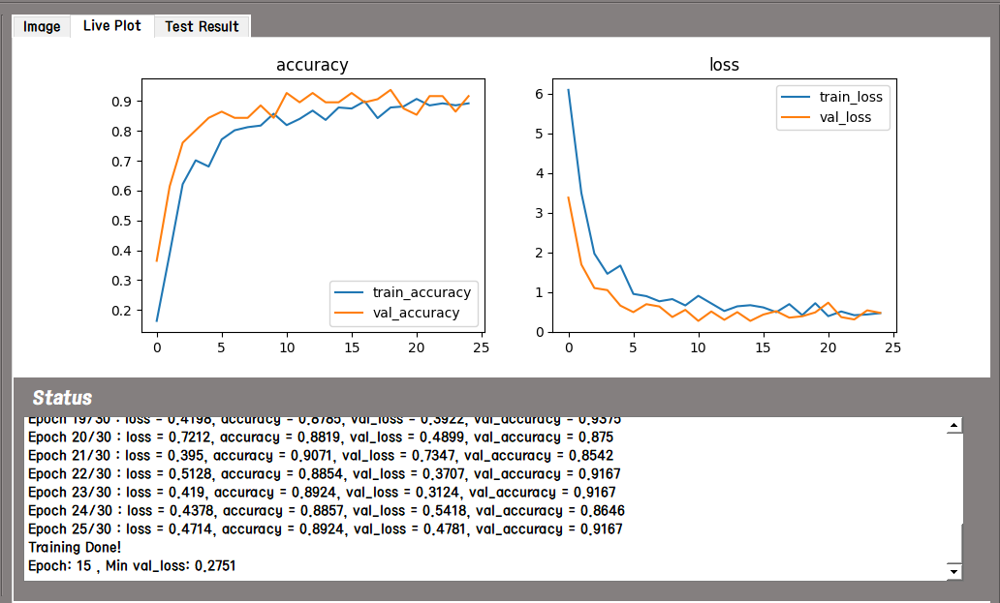 Image Live Plot Test Result
accuracy
0.9
0.8
0.7
0.6
0.5
0.4
0.3
0.2
train_accuracy
val_accuracy
0 5 10 15 20 25
loss
6
5
4
3
2
1
0
train_loss
val_loss
0 5 10 15 20 25
Status
Epoch 19/30 : loss = 0.4198, accuracy = 0.8785, val_loss = 0.3922, val_accuracy = 0.9375
Epoch 20/30 : loss = 0.7212, accuracy = 0.8819, val_loss = 0.4899, val_accuracy = 0.875
Epoch 21/30 : loss = 0.395, accuracy = 0.9071, val_loss = 0.7347, val_accuracy = 0.8542
Epoch 22/30 : loss = 0.5128, accuracy = 0.8854, val_loss = 0.3707, val_accuracy = 0.9167
Epoch 23/30 : loss = 0.419, accuracy = 0.8924, val_loss = 0.3124, val_accuracy = 0.9167
Epoch 24/30 : loss = 0.4378, accuracy = 0.8857, val_loss = 0.5418, val_accuracy = 0.8646
Epoch 25/30 : loss = 0.4714, accuracy = 0.8924, val_loss = 0.4781, val_accuracy = 0.9167
Training Done!
Epoch: 15 , Min val_loss: 0.2751